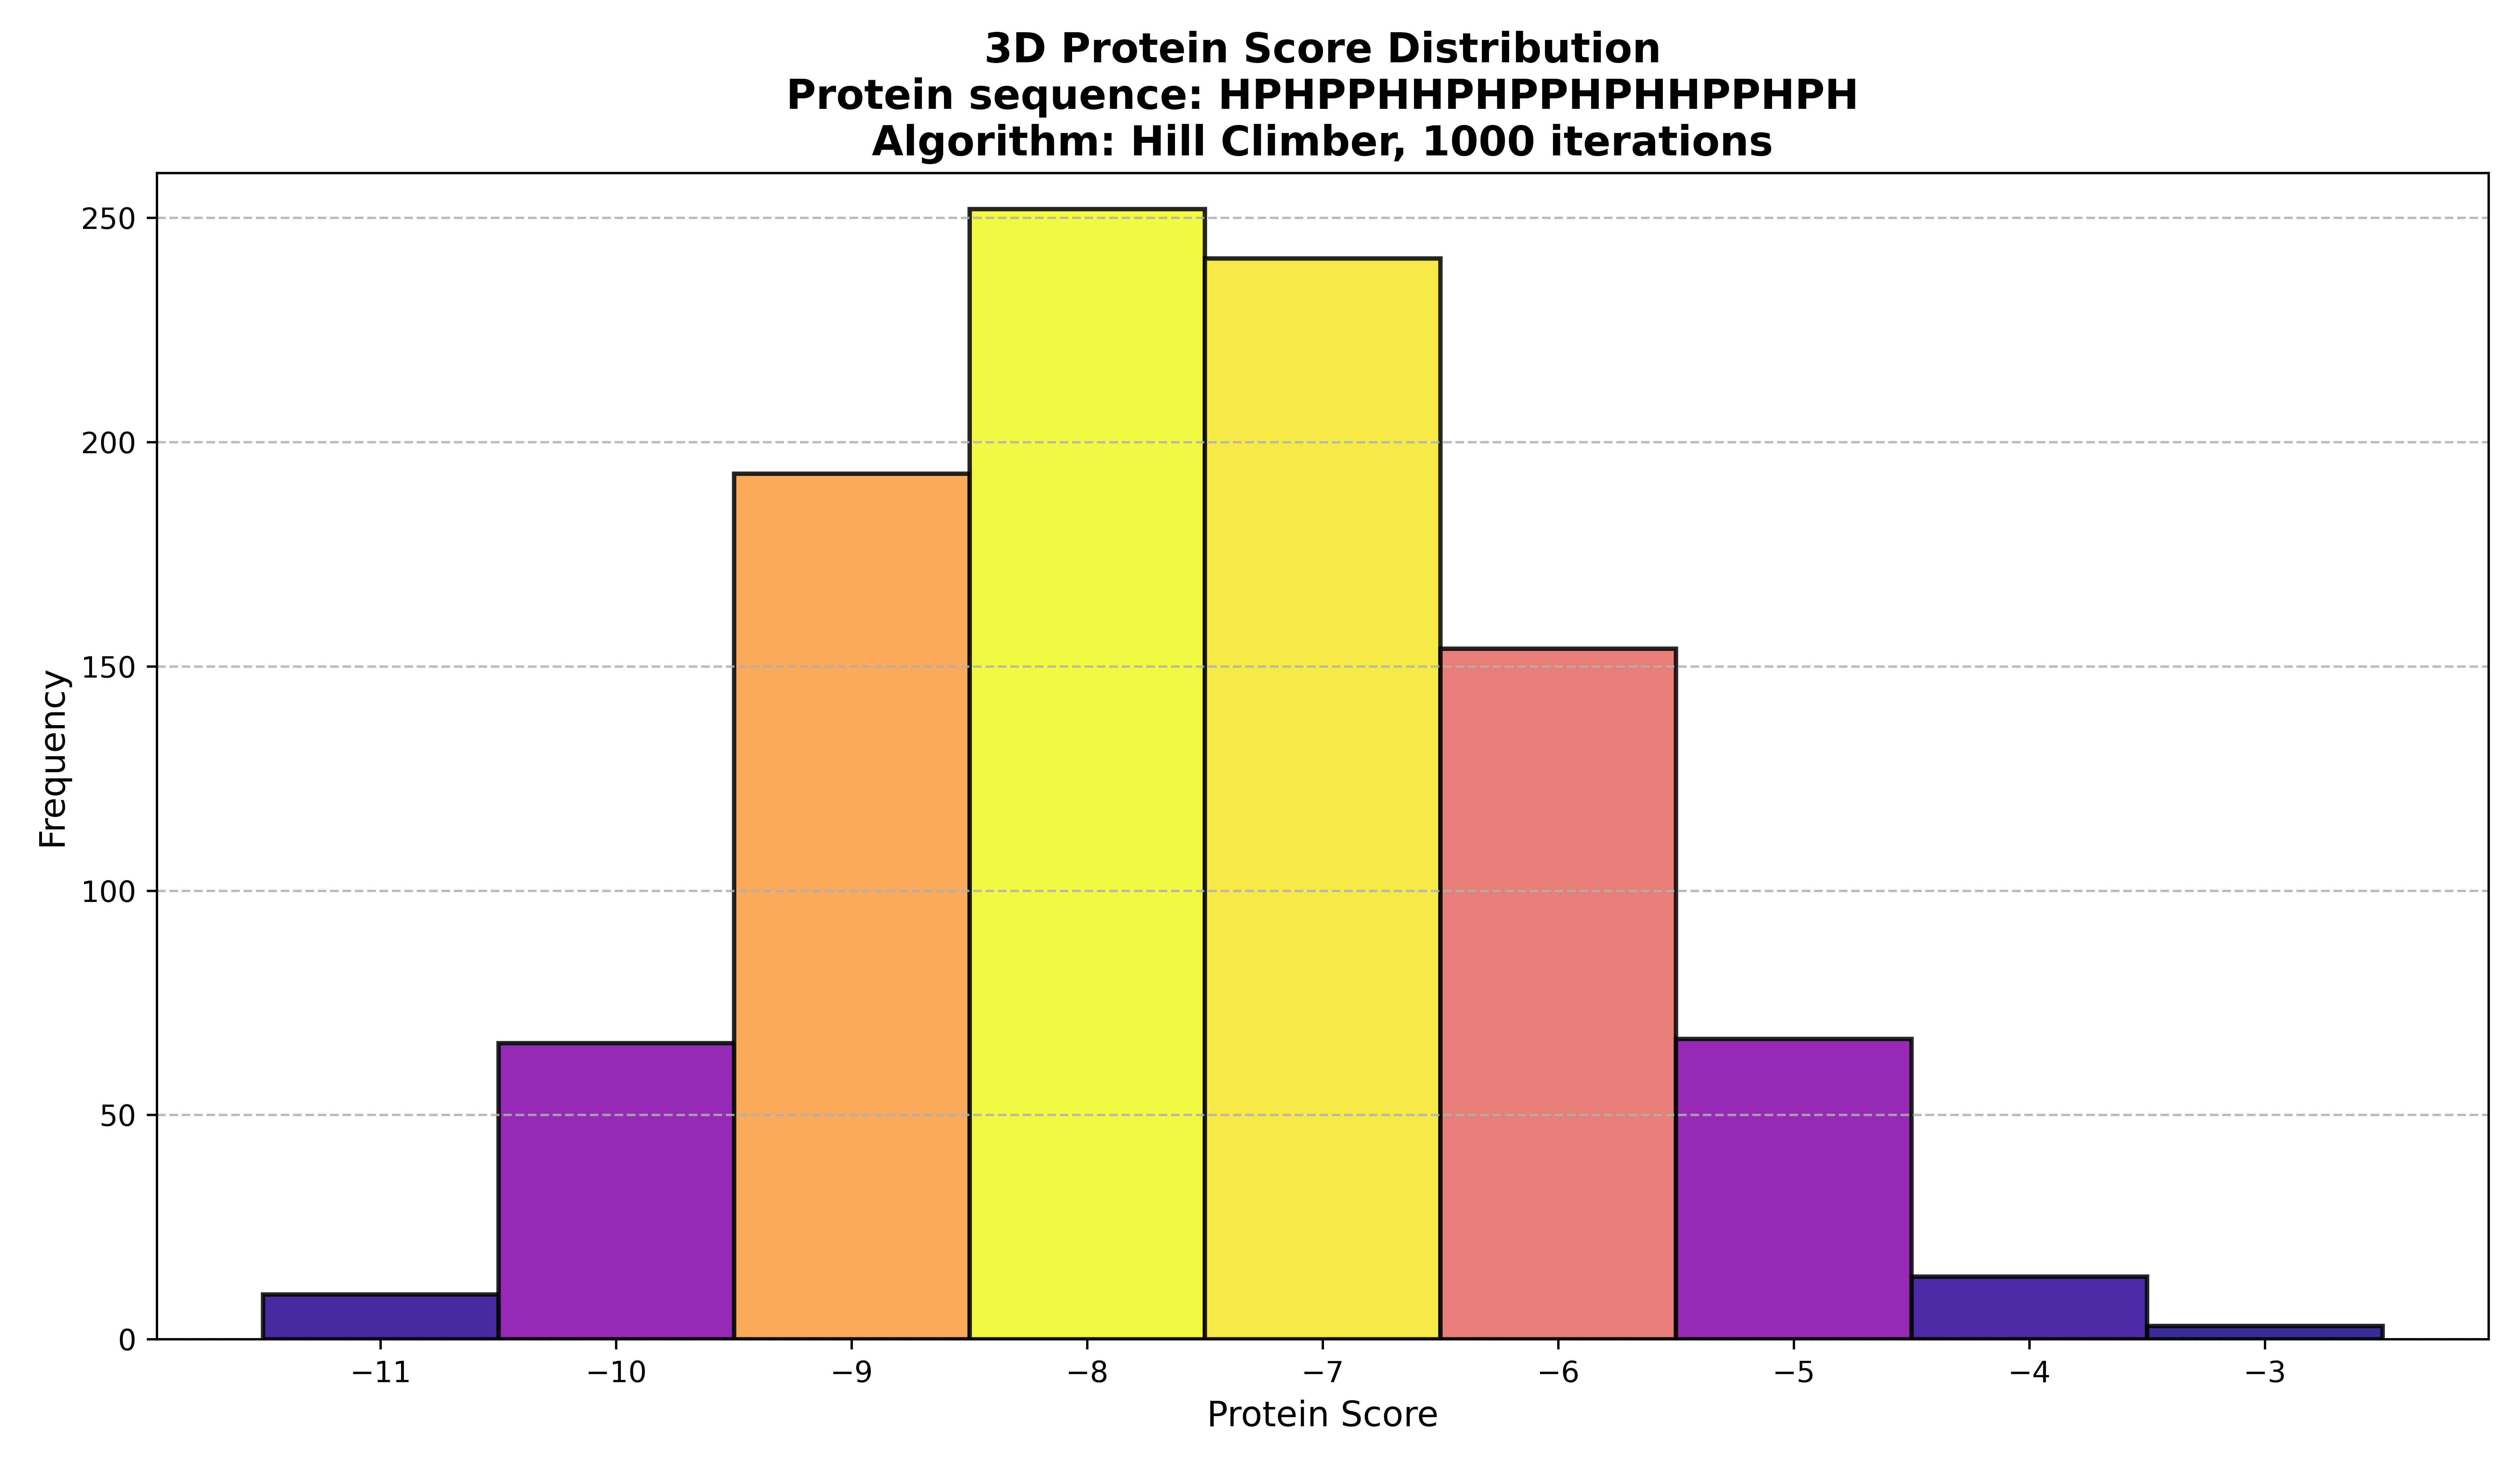 3D Protein Score Distribution
Protein sequence: HPHPPHHPHPPHPHHPPHPH
Algorithm: Hill Climber, 1000 iterations
250
200
150
100
50
0
Frequency
−11 −10 −9 −8 −7 −6 −5 −4 −3
Protein Score